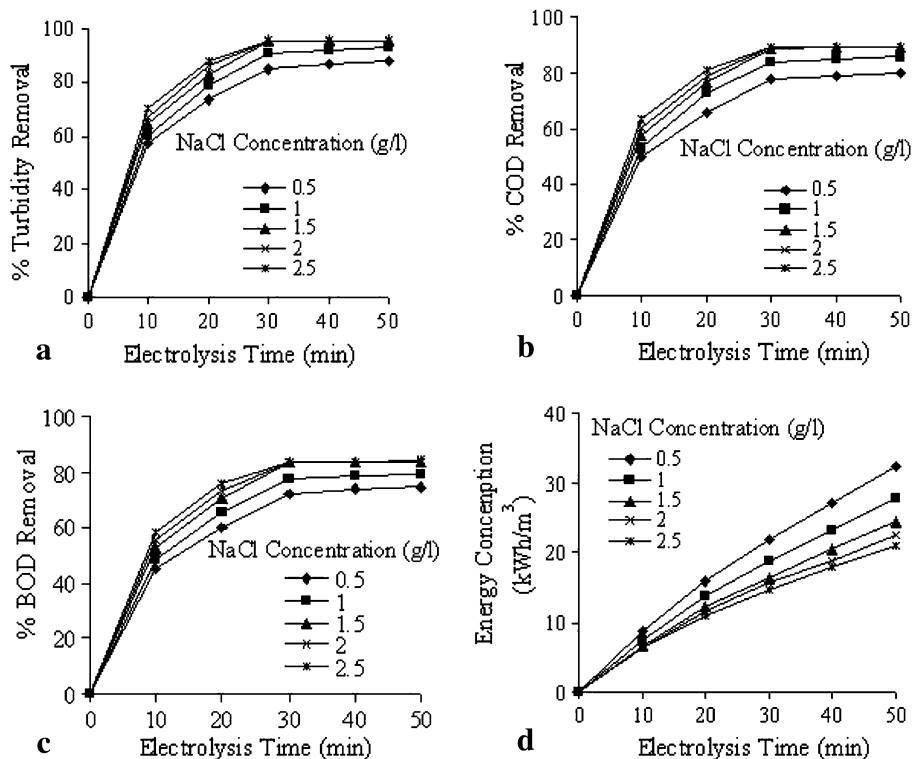 100
80
60
40
20
0
% Turbidity Removal
NaCl Concentration (g/l)
0.5
1
1.5
2
2.5
0 10 20 30 40 50
Electrolysis Time (min)
a
100
80
60
40
20
0
% COD Removal
NaCl Concentration (g/l)
0.5
1
1.5
2
2.5
0 10 20 30 40 50
Electrolysis Time (min)
b
100
80
60
40
20
0
% BOD Removal
NaCl Concentration (g/l)
0.5
1
1.5
2
2.5
0 10 20 30 40 50
Electrolysis Time (min)
c
40
30
20
10
0
Energy Concenption
(kWh/m³)
NaCl Concentration (g/l)
0.5
1
1.5
2
2.5
0 10 20 30 40 50
Electrolysis Time (min)
d